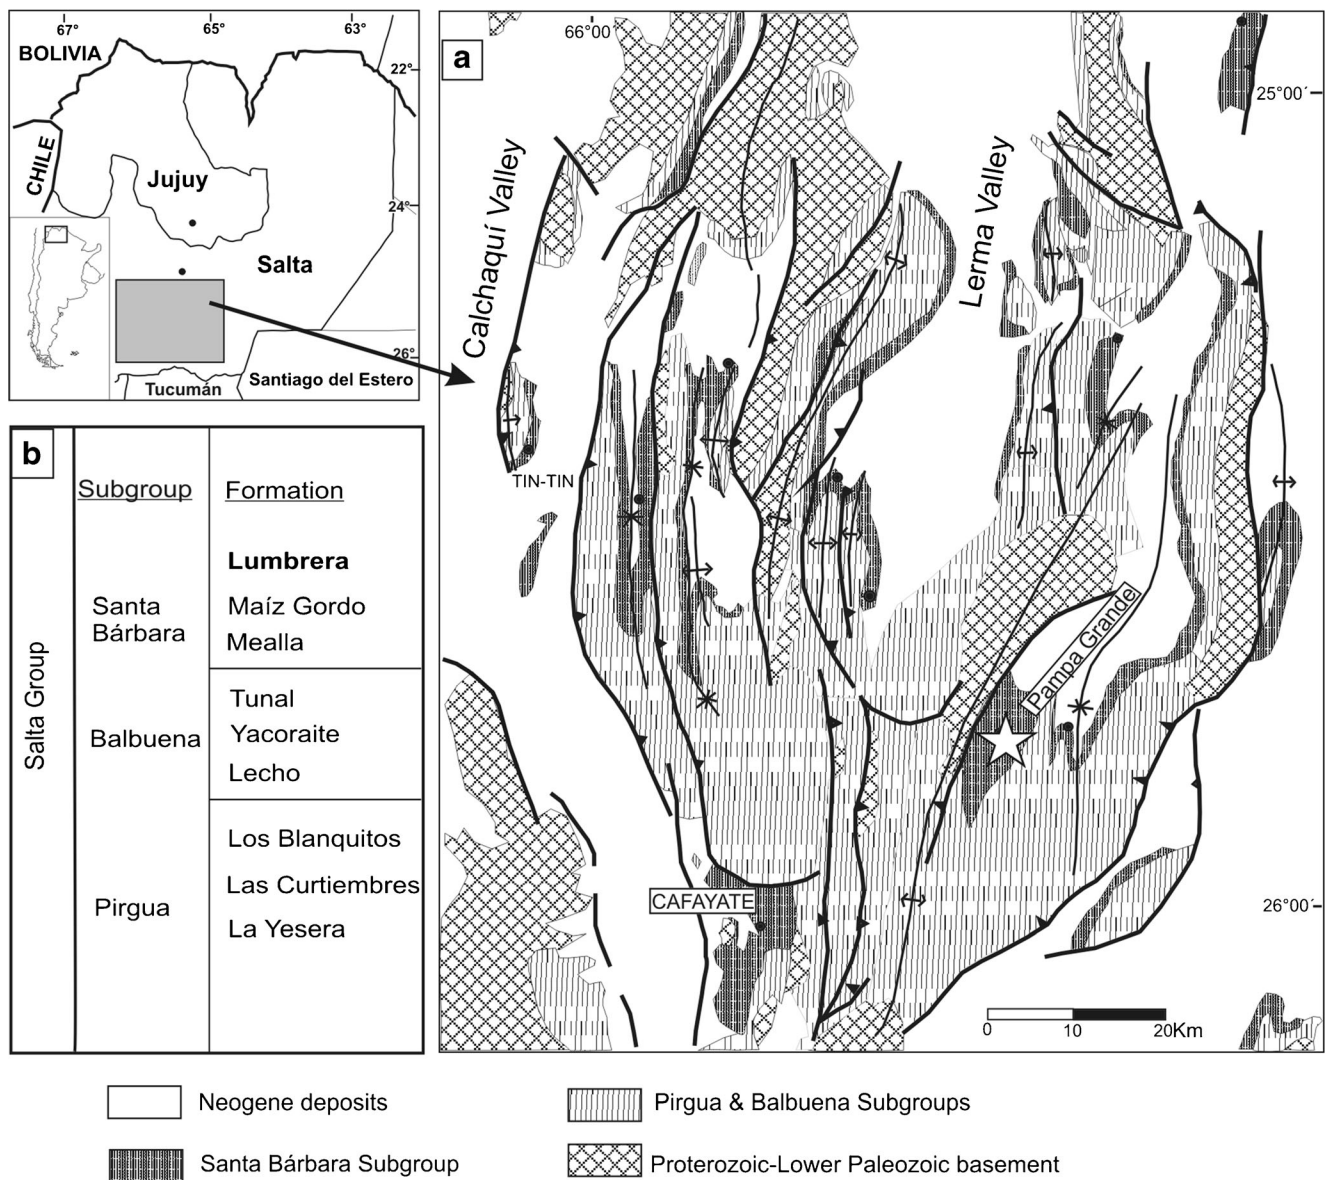 67°
65°
63°
BOLIVIA
22°
CHILE
Jujuy
24°
Salta
26°
Tucumán
Santiago del Estero
a
66°00
25°00´
Calchaquí Valley
Lerma Valley
TIN-TIN
Pampa Grande
CAFAYATE
26°00´
0 10 20Km
b
Subgroup Formation
Salta Group
Lumbrera
Santa
Bárbara
Maíz Gordo
Mealla
Tunal
Balbuena
Yacoraite
Lecho
Los Blanquitos
Las Curtiembres
Pirgua
La Yesera
Neogene deposits
Pirgua & Balbuena Subgroups
Santa Bárbara Subgroup
Proterozoic-Lower Paleozoic basement